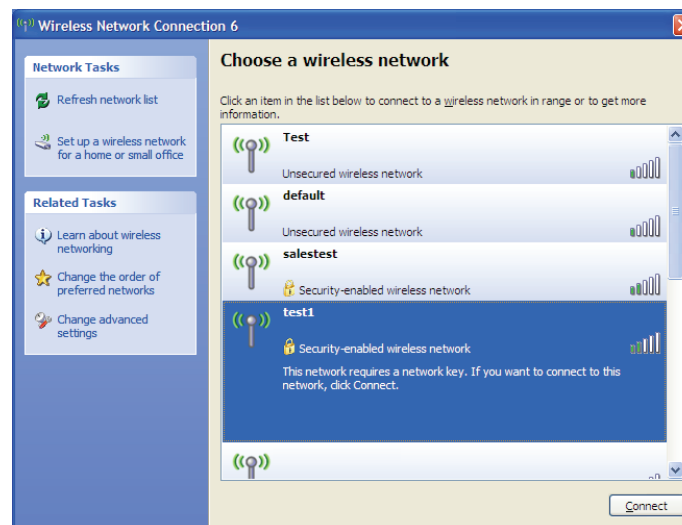 Wireless Network Connection 6
Network Tasks
Refresh network list
Set up a wireless network
for a home or small office
Related Tasks
Learn about wireless
networking
Change the order of
preferred networks
Change advanced
settings
Choose a wireless network
Click an item in the list below to connect to a wireless network in range or to get more
information.
Test
Unsecured wireless network
default
Unsecured wireless network
salestest
Security-enabled wireless network
test1
Security-enabled wireless network
This network requires a network key. If you want to connect to this
network, click Connect.
Connect